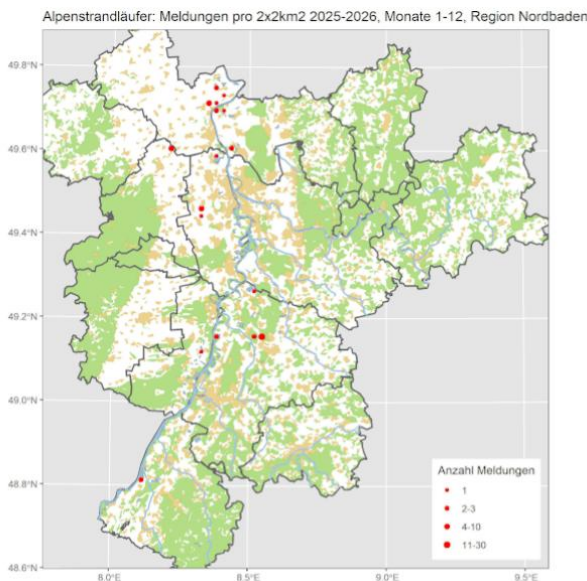 Alpenstrandläufer: Meldungen pro 2x2km2 2025-2026, Monate 1-12, Region Nordbaden
49.8°N
49.6°N
49.4°N
49.2°N
49.0°N
48.8°N
48.6°N
Anzahl Meldungen
1
2-3
4-10
11-30
8.0°E
8.5°E
9.0°E
9.5°E